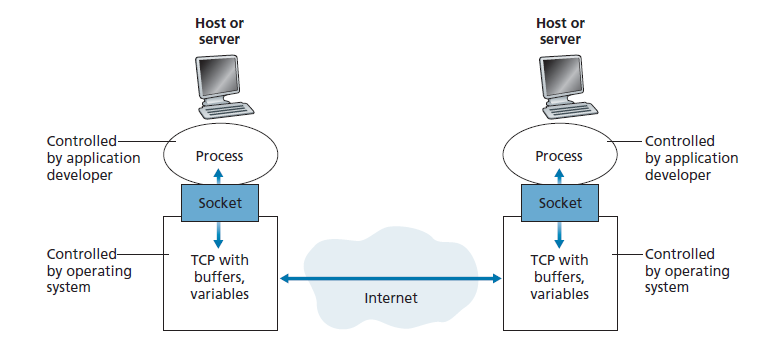 Host or
server
Host or
server
Controlled
by application
developer
Process
Process
Controlled
by application
developer
Socket
Socket
Controlled
by operating
system
TCP with
buffers,
variables
Internet
TCP with
buffers,
variables
Controlled
by operating
system